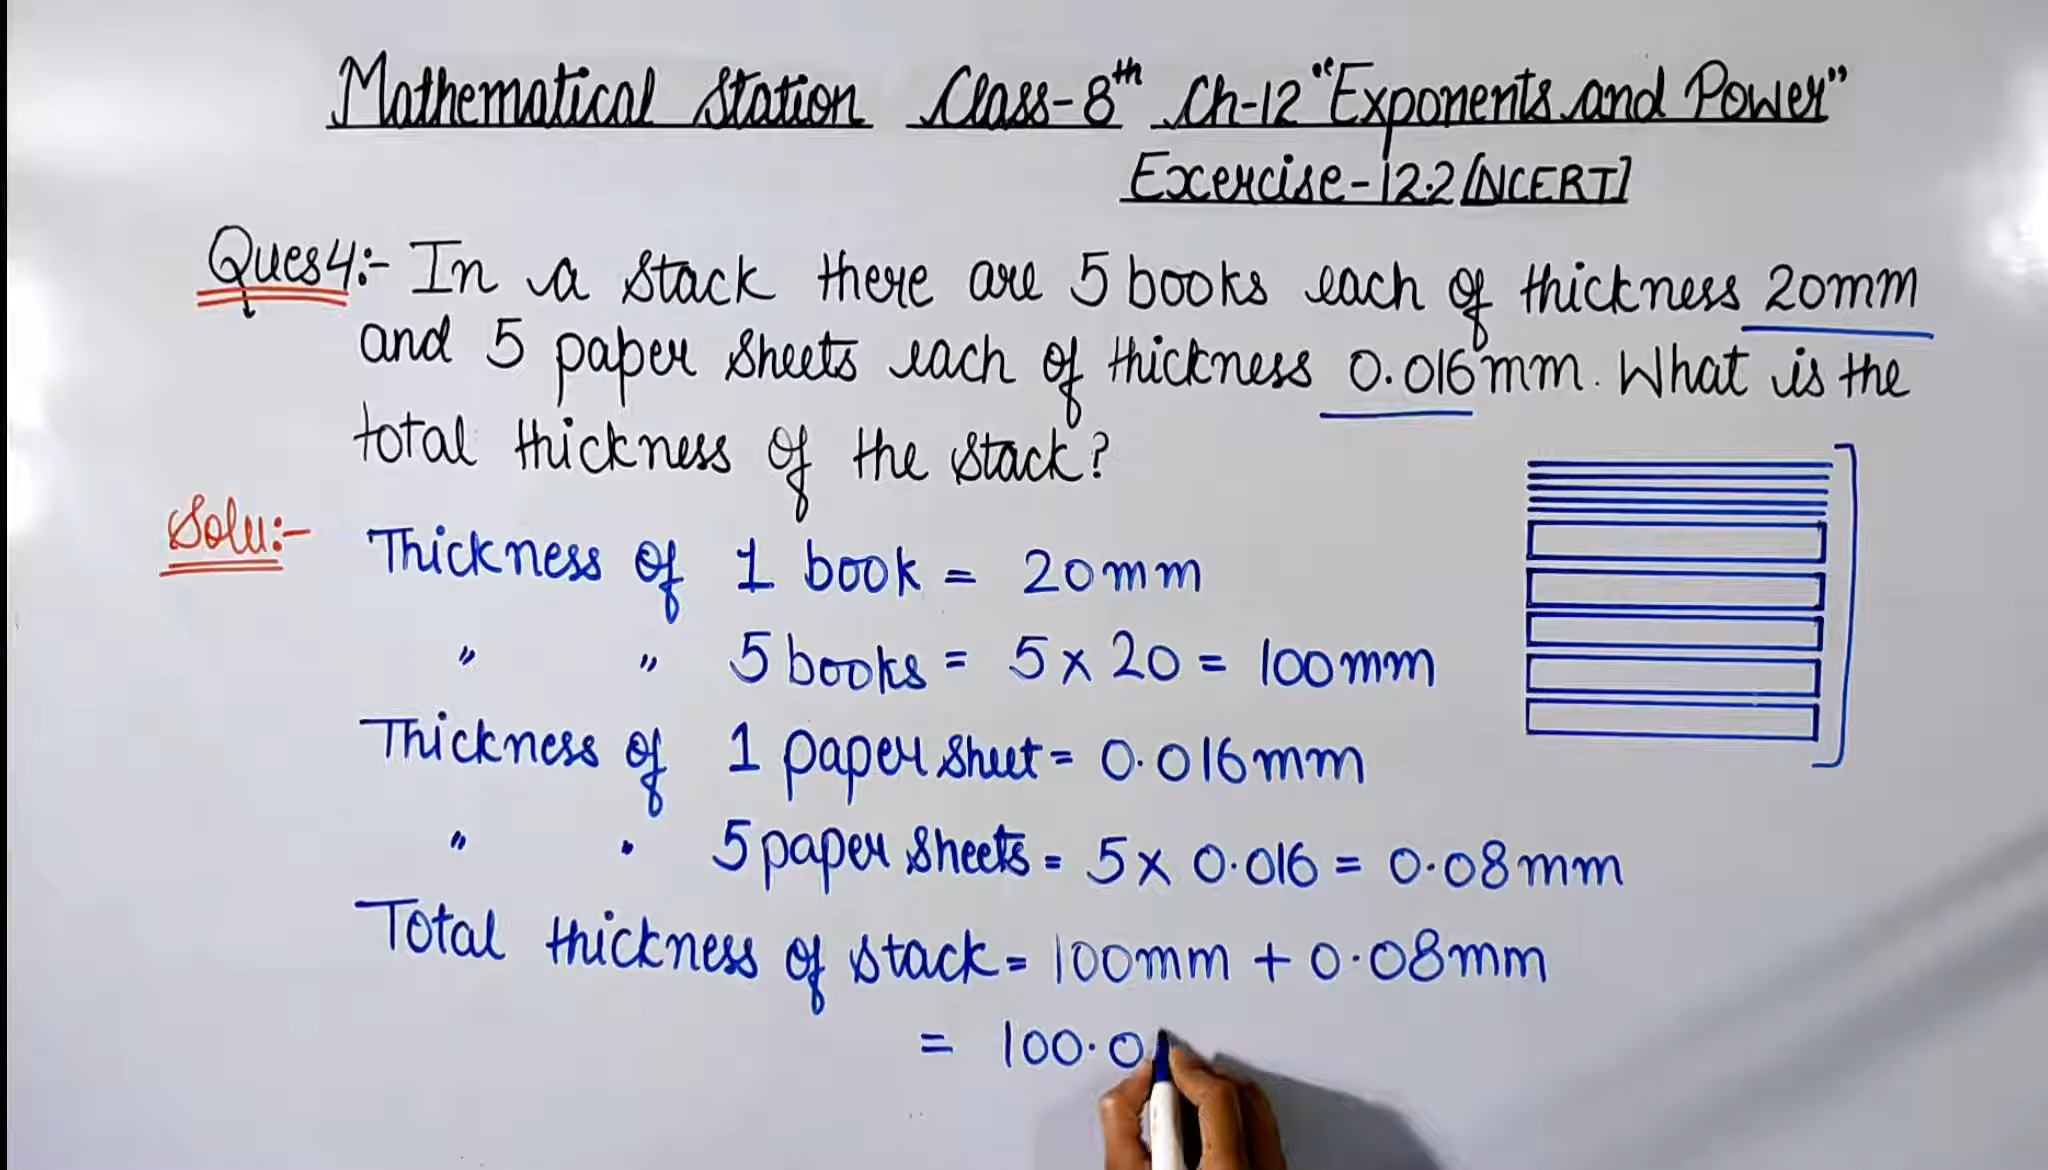 Mathematical Station Class-8th Ch-12 "Exponents and Power"
Excercise-12.2 [NCERT]
Ques4:- In a stack there are 5 books each of thickness 20mm
and 5 paper sheets each of thickness 0.016mm. What is the
total thickness of the stack?
Solu:- Thickness of 1 book = 20mm
" " 5 books = 5 x 20 = 100mm
Thickness of 1 paper sheet = 0.016mm
" " 5 paper sheets = 5 x 0.016 = 0.08mm
Total thickness of stack = 100mm + 0.08mm
= 100.0